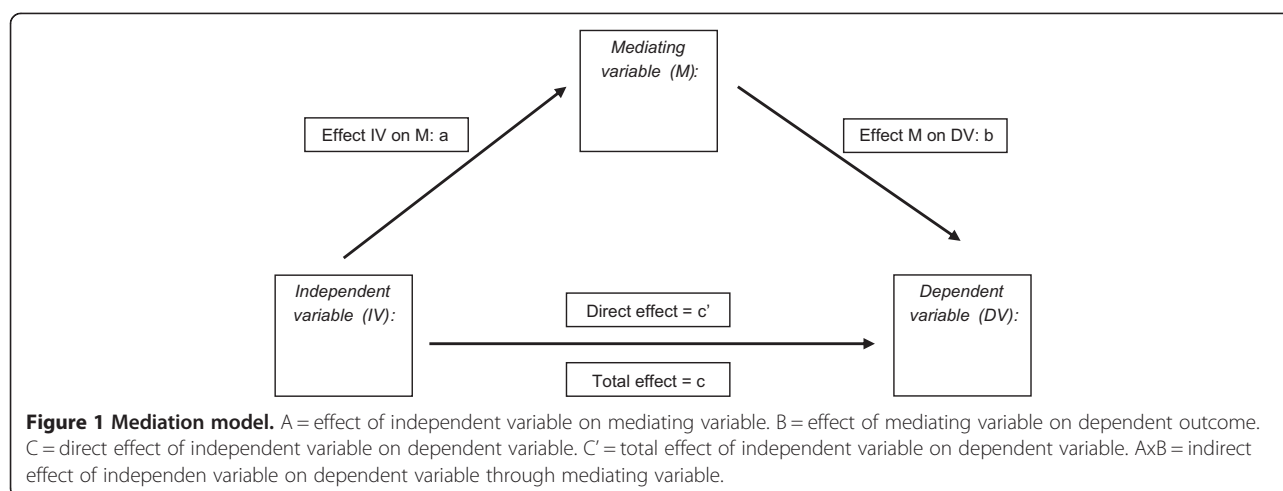 Mediating
variable (M):
Effect IV on M: a
Effect M on DV: b
Independent
variable (IV):
Direct effect = c’
Total effect = c
Dependent
variable (DV):
Figure 1 Mediation model. A = effect of independent variable on mediating variable. B = effect of mediating variable on dependent outcome.
C = direct effect of independent variable on dependent variable. C’ = total effect of independent variable on dependent variable. AxB = indirect
effect of independen variable on dependent variable through mediating variable.